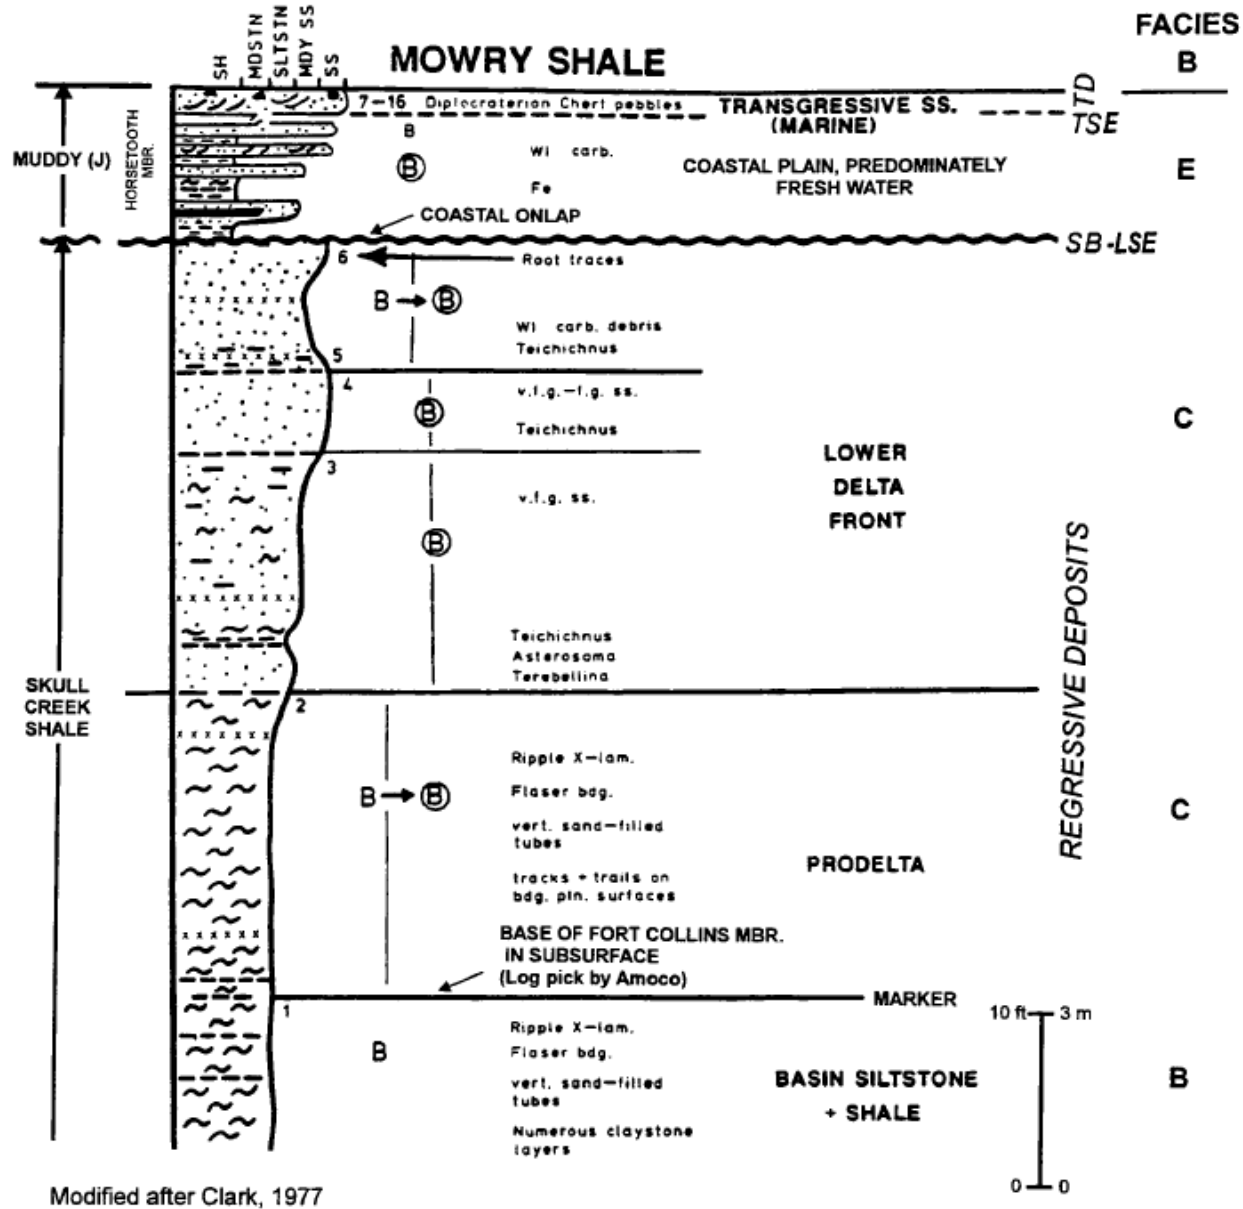 FACIES
SH
MDSTN
SLTSTN
MDY SS
SS
MOWRY SHALE
B
TD
7-16 Diplocraterion Chert pebbles
TRANSGRESSIVE SS.
(MARINE)
TSE
MUDDY (J)
HORSETOOTH
MBR.
B
B
WI carb.
Fe
COASTAL PLAIN, PREDOMINATELY
FRESH WATER
E
COASTAL ONLAP
SB-LSE
6
Root traces
B
B
WI carb. debris
Teichichnus
5
4
v.f.g.-f.g. ss.
B
Teichichnus
C
3
LOWER
DELTA
FRONT
v.f.g. ss.
B
REGRESSIVE DEPOSITS
Teichichnus
Asterosoma
Terebellina
SKULL
CREEK
SHALE
2
Ripple X-lam.
B
B
Flaser bdg.
vert. sand-filled
tubes
C
PRODELTA
tracks + trails on
bdg. pln. surfaces
BASE OF FORT COLLINS MBR.
IN SUBSURFACE
(Log pick by Amoco)
MARKER
1
10 ft
3 m
Ripple X-lam.
B
Flaser bdg.
vert. sand-filled
tubes
BASIN SILTSTONE
+ SHALE
B
Numerous claystone
layers
0
0
Modified after Clark, 1977